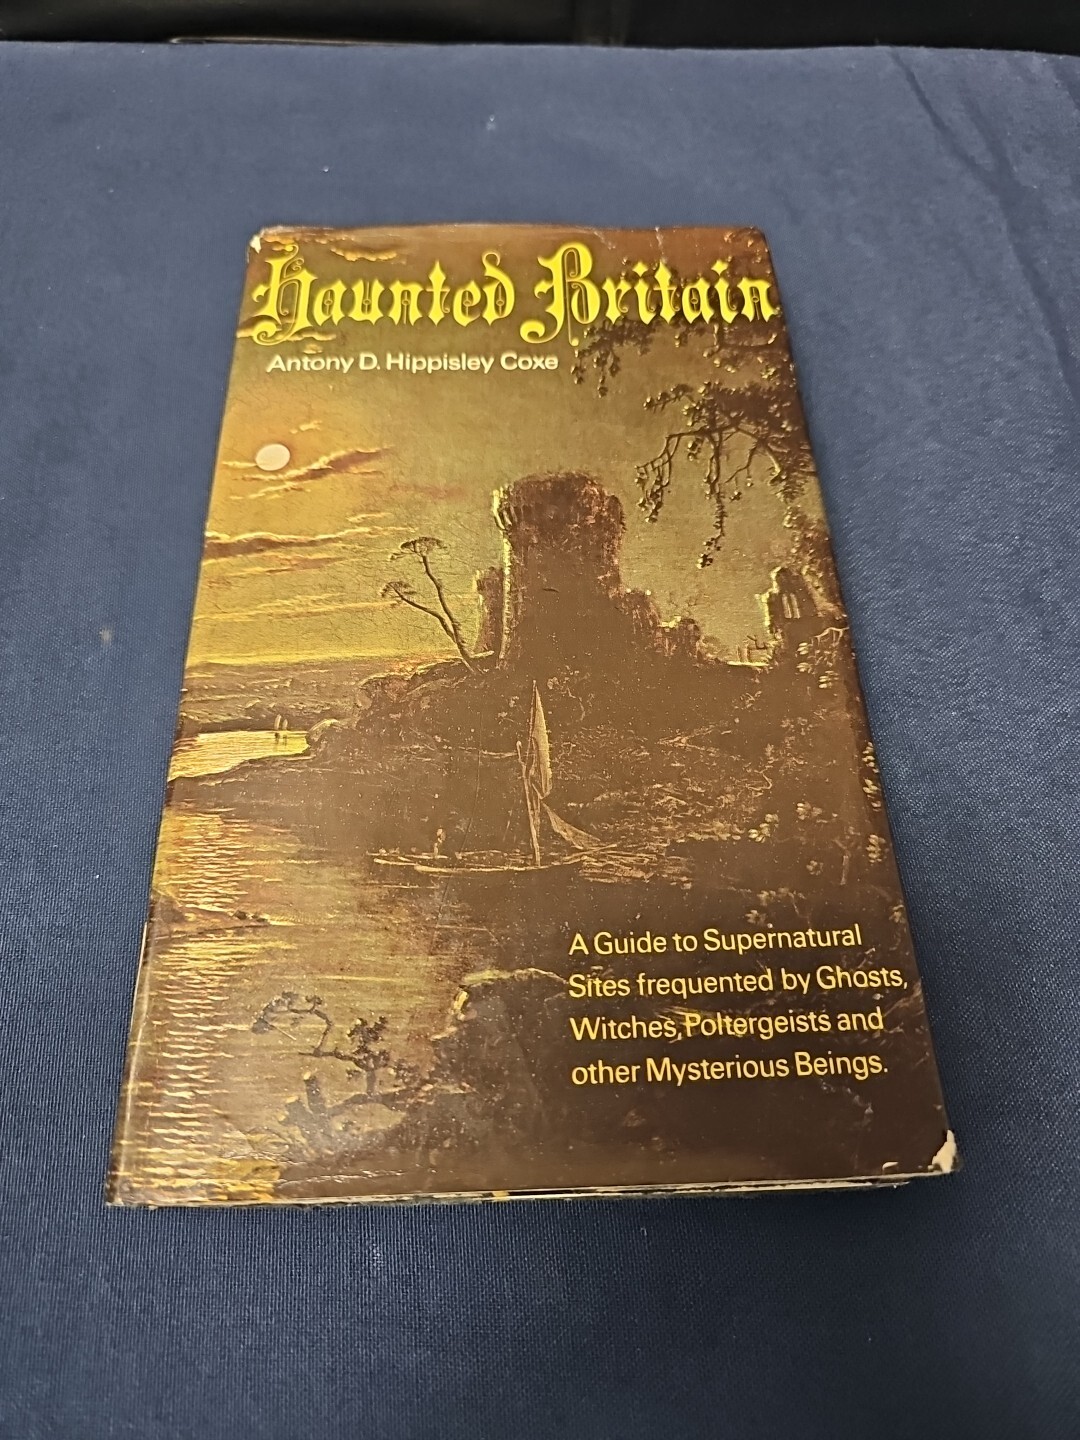 Haunted Britain
Antony D. Hippisley Coxe
A Guide to Supernatural
Sites frequented by Ghosts,
Witches, Poltergeists and
other Mysterious Beings.